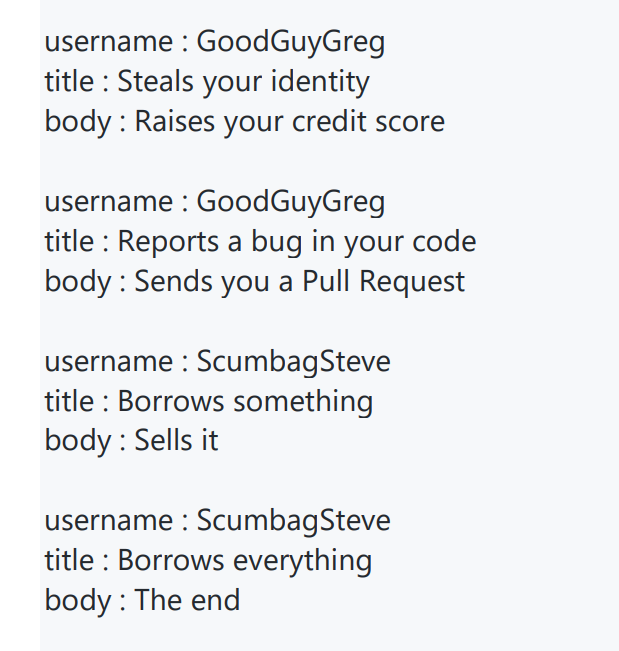 username : GoodGuyGreg
title : Steals your identity
body : Raises your credit score
username : GoodGuyGreg
title : Reports a bug in your code
body : Sends you a Pull Request
username : ScumbagSteve
title : Borrows something
body : Sells it
username : ScumbagSteve
title : Borrows everything
body : The end